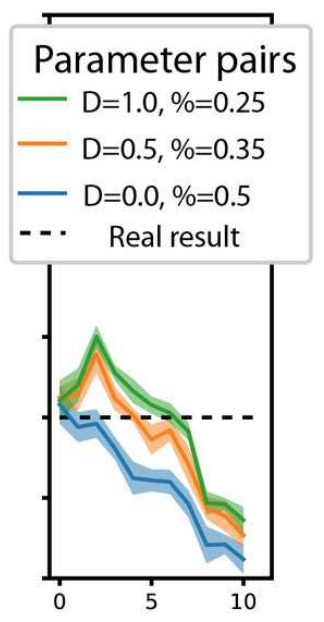 Parameter pairs
D=1.0, %=0.25
D=0.5, %=0.35
D=0.0, %=0.5
Real result
0 5 10